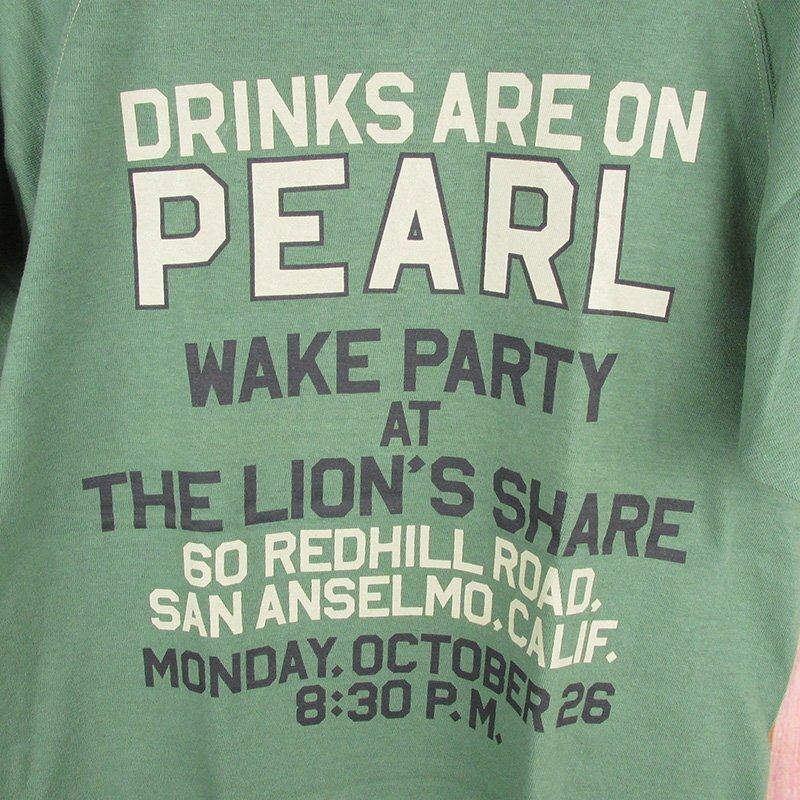 DRINKS ARE ON
PEARL
WAKE PARTY
AT
THE LION'S SHARE
60 REDHILL ROAD,
SAN ANSELMO, CALIF.
MONDAY, OCTOBER 26
8:30 P.M.